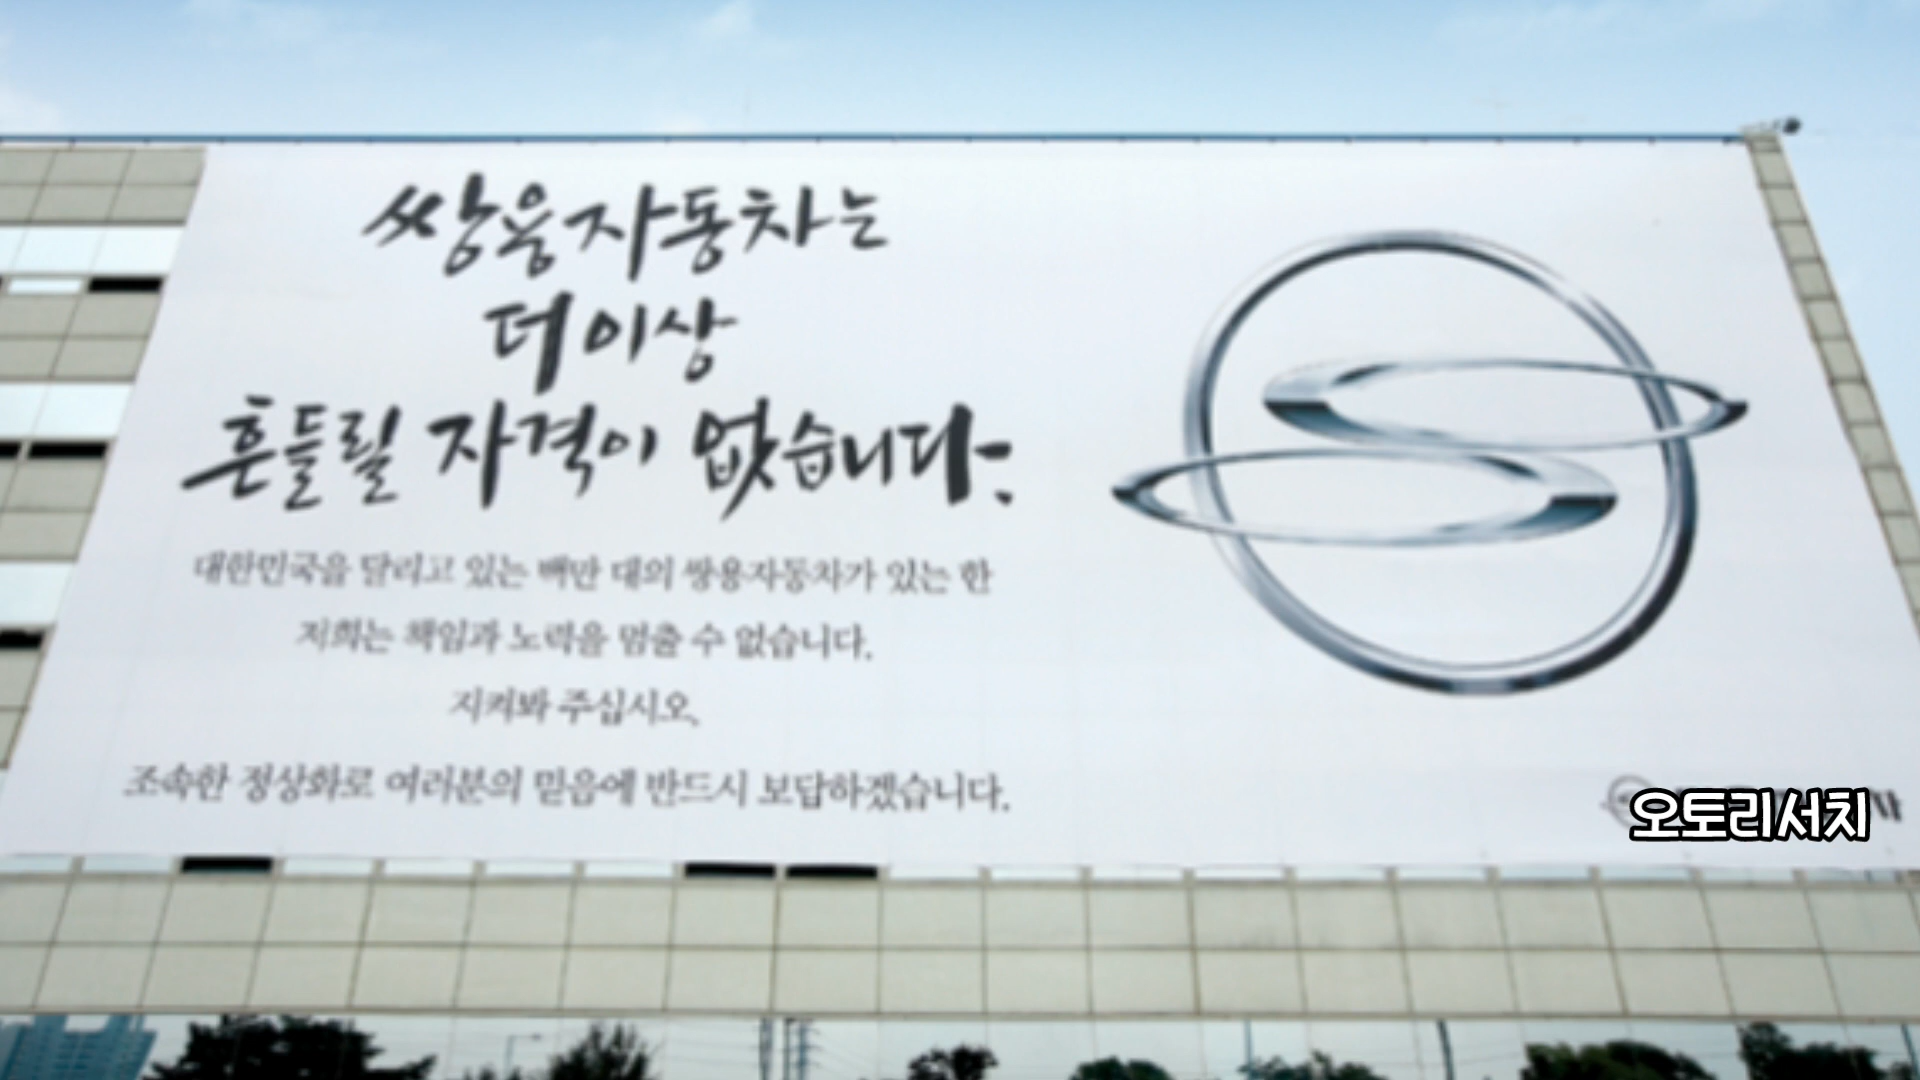 쌍용자동차는
더 이상
흔들릴 자격이 없습니다.
대한민국을 달리고 있는 백만 대의 쌍용자동차가 있는 한
저희는 책임과 노력을 멈출 수 없습니다.
지켜봐 주십시오,
조속한 정상화로 여러분의 믿음에 반드시 보답하겠습니다.
오토리서치